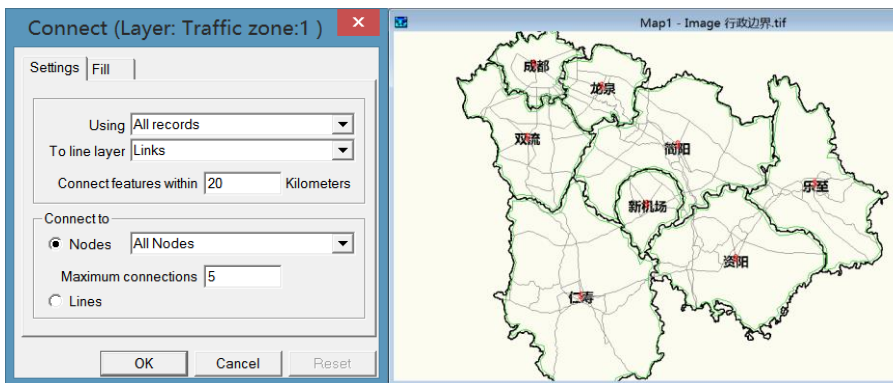 Connect (Layer: Traffic zone:1 )
Settings
Fill
Using All records
To line layer Links
Connect features within 20 Kilometers
Connect to
Nodes All Nodes
Maximum connections 5
Lines
OK Cancel Reset
Map1 - Image 行政边界.tif
成都
龙泉
双流
简阳
乐至
新机场
资阳
仁寿